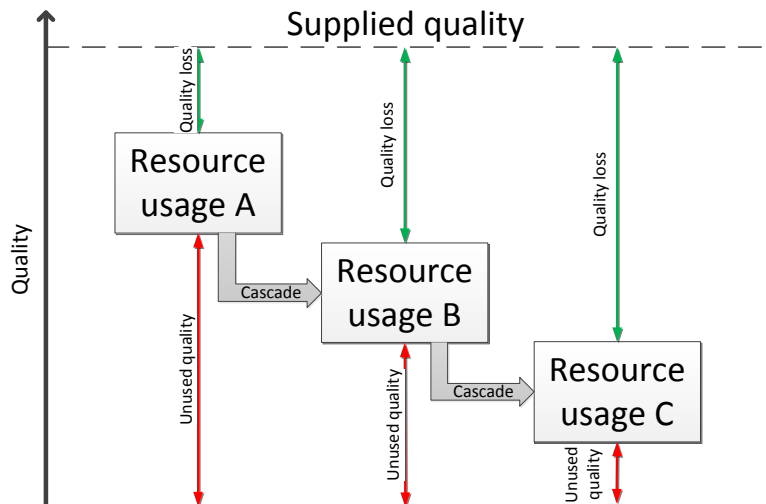 Supplied quality
Quality
Quality loss
Quality loss
Quality loss
Resource
usage A
Cascade
Resource
usage B
Cascade
Resource
usage C
Unused quality
Unused quality
Unused
quality